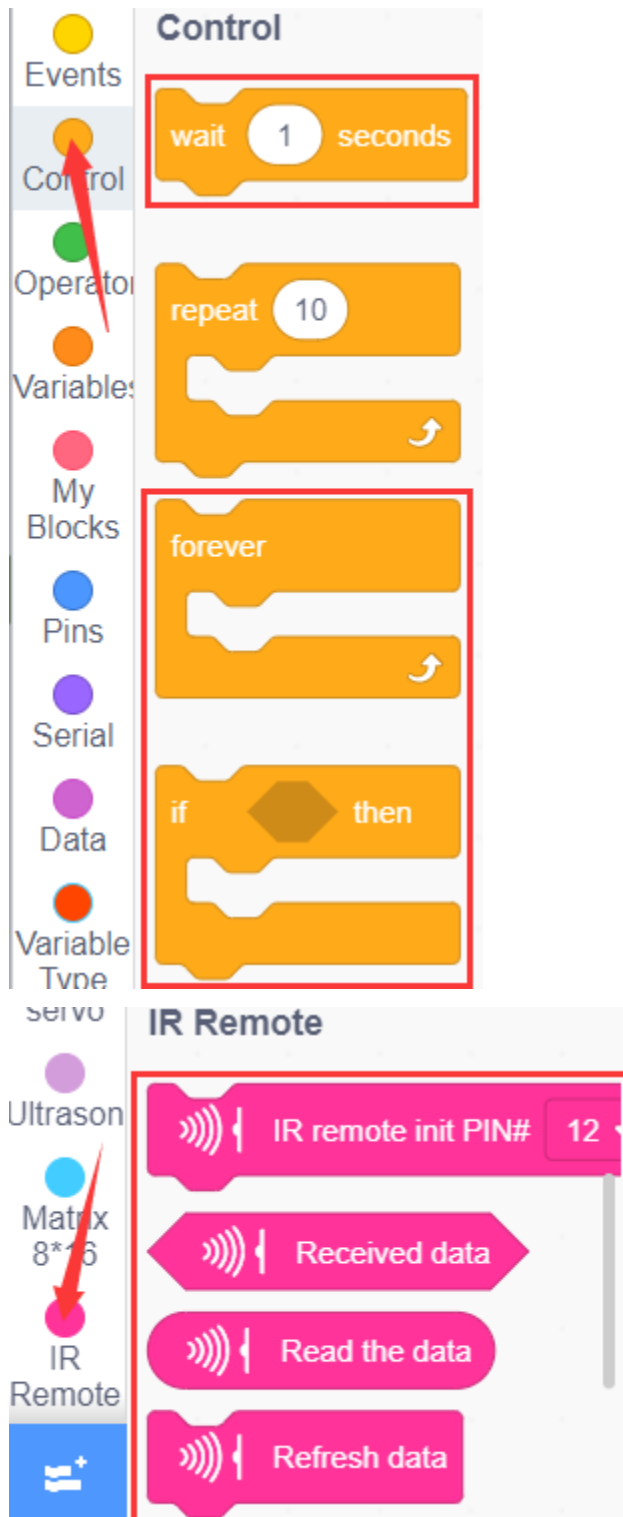 Control
Events
wait 1 seconds
Control
Operator
repeat 10
Variables
My
Blocks
forever
Pins
Serial
if then
Data
Variable
Type
servo
IR Remote
Ultrason
IR remote init PIN# 12
Matrix
8*16
Received data
IR
Remote
Read the data
Refresh data